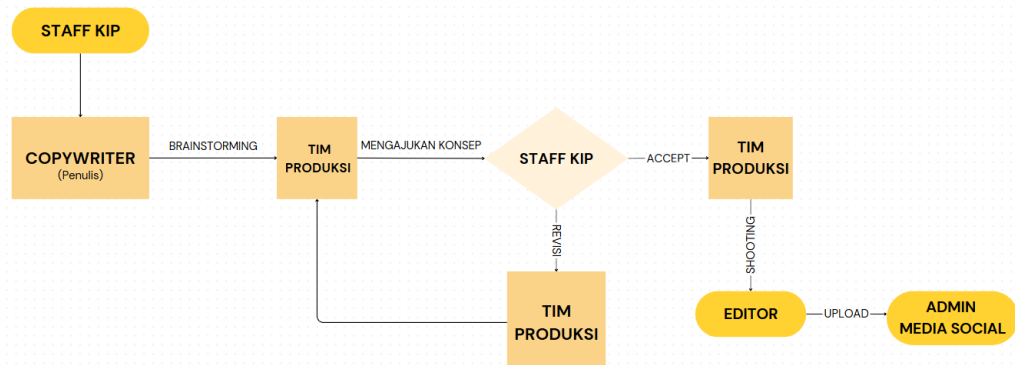 STAFF KIP
COPYWRITER
(Penulis)
BRAINSTORMING
TIM
PRODUKSI
MENGAJUKAN KONSEP
STAFF KIP
ACCEPT
TIM
PRODUKSI
REVISI
TIM
PRODUKSI
SHOOTING
EDITOR
UPLOAD
ADMIN
MEDIA SOCIAL